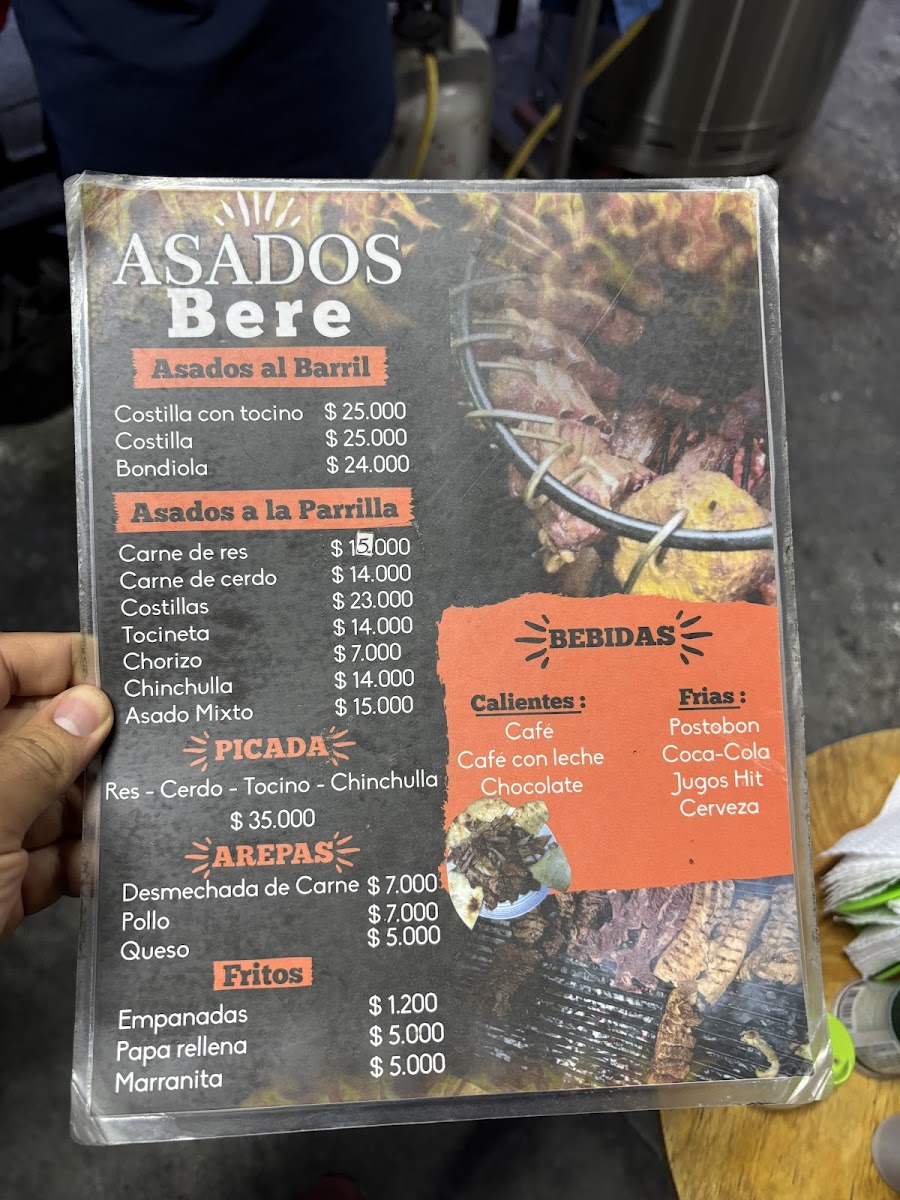 ASADOS
Bere
Asados al Barril
Costilla con tocino $ 25.000
Costilla $ 25.000
Bondiola $ 24.000
Asados a la Parrilla
Carne de res $ 15.000
Carne de cerdo $ 14.000
Costillas $ 23.000
Tocineta $ 14.000
Chorizo $ 7.000
Chinchulla $ 14.000
Asado Mixto $ 15.000
PICADA
Res - Cerdo - Tocino - Chinchulla
$ 35.000
AREPAS
Desmechada de Carne $ 7.000
Pollo $ 7.000
Queso $ 5.000
Fritos
Empanadas $ 1.200
Papa rellena $ 5.000
Marranita $ 5.000
BEBIDAS
Calientes :
Café
Café con leche
Chocolate
Frias :
Postobon
Coca-Cola
Jugos Hit
Cerveza